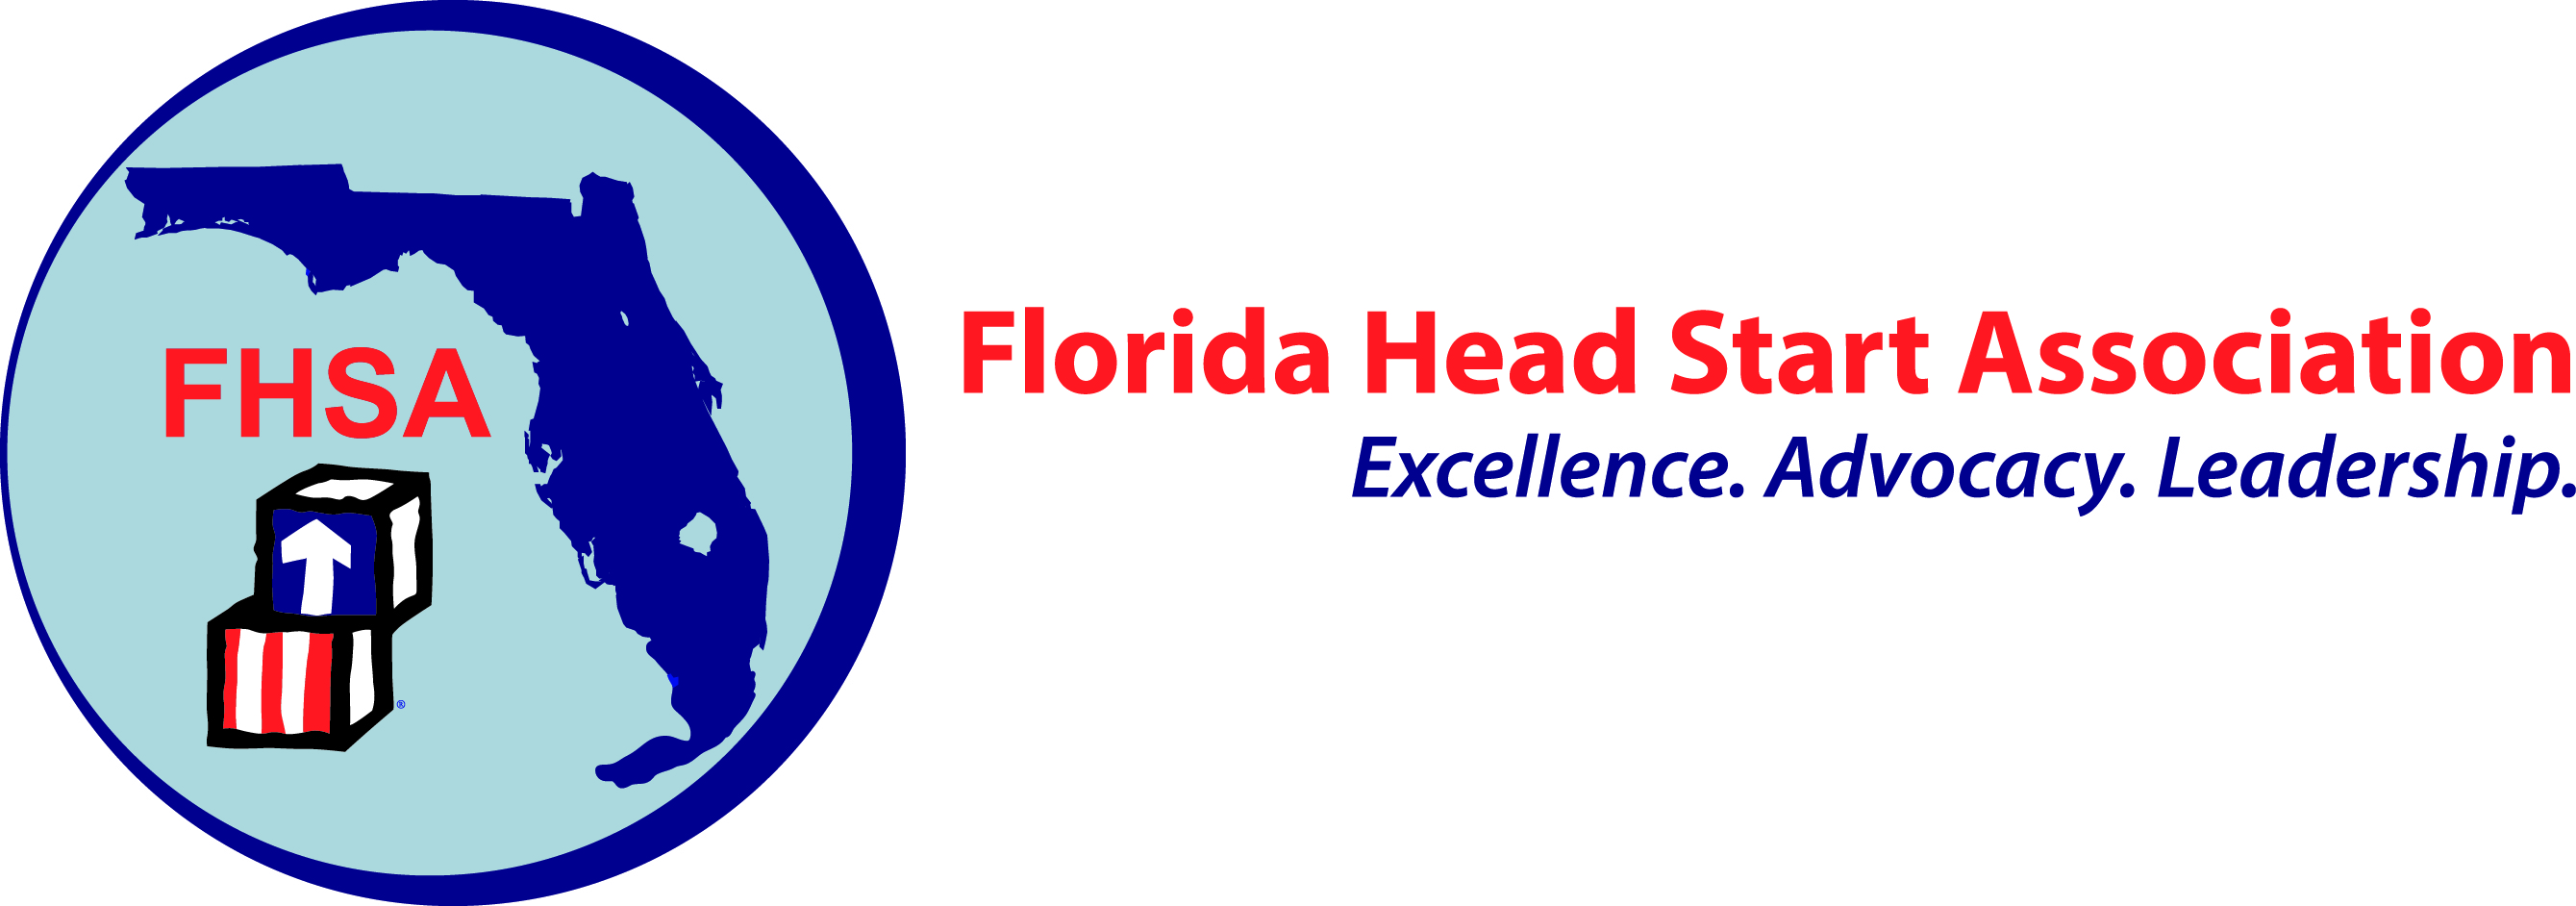 FHSA
®
Florida Head Start Association
Excellence. Advocacy. Leadership.